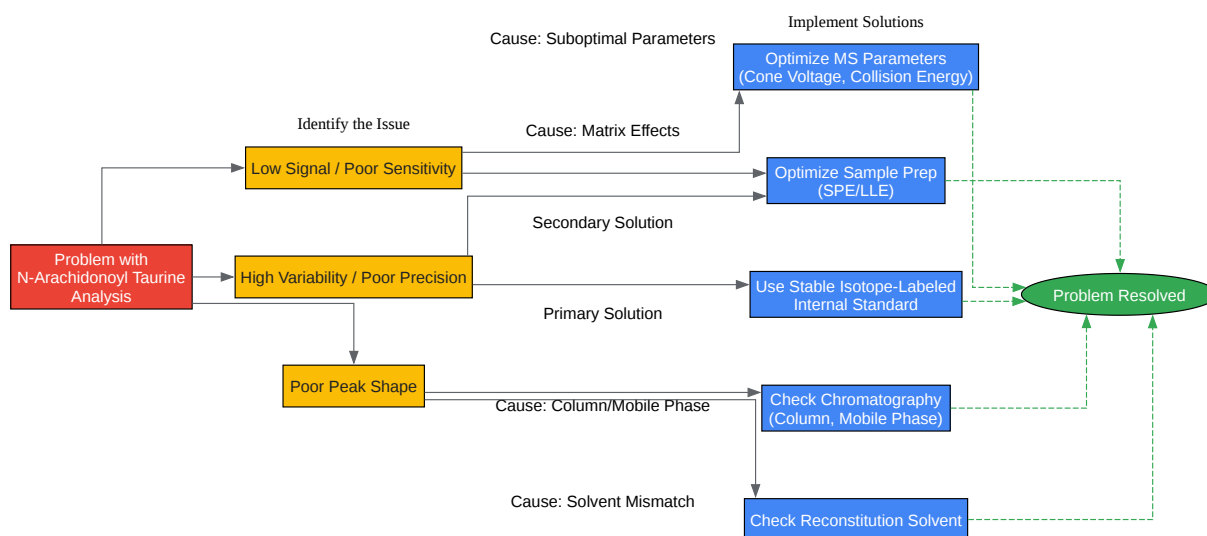 Implement Solutions
Cause: Suboptimal Parameters
Optimize MS Parameters
(Cone Voltage, Collision Energy)
Identify the Issue
Cause: Matrix Effects
Low Signal / Poor Sensitivity
Optimize Sample Prep
(SPE/LLE)
Secondary Solution
Problem with
N-Arachidonoyl Taurine
Analysis
High Variability / Poor Precision
Use Stable Isotope-Labeled
Internal Standard
Problem Resolved
Primary Solution
Poor Peak Shape
Cause: Column/Mobile Phase
Check Chromatography
(Column, Mobile Phase)
Cause: Solvent Mismatch
Check Reconstitution Solvent